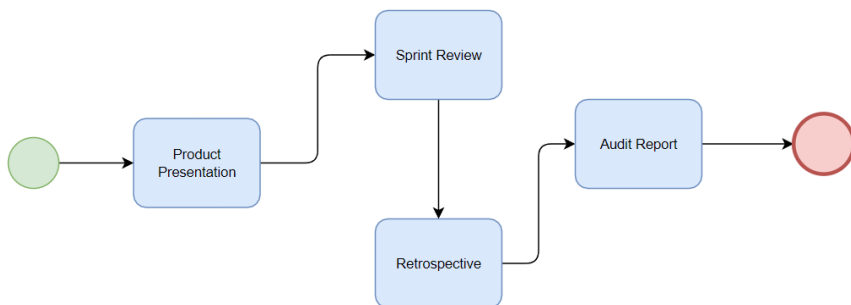 Product
Presentation
Sprint Review
Retrospective
Audit Report